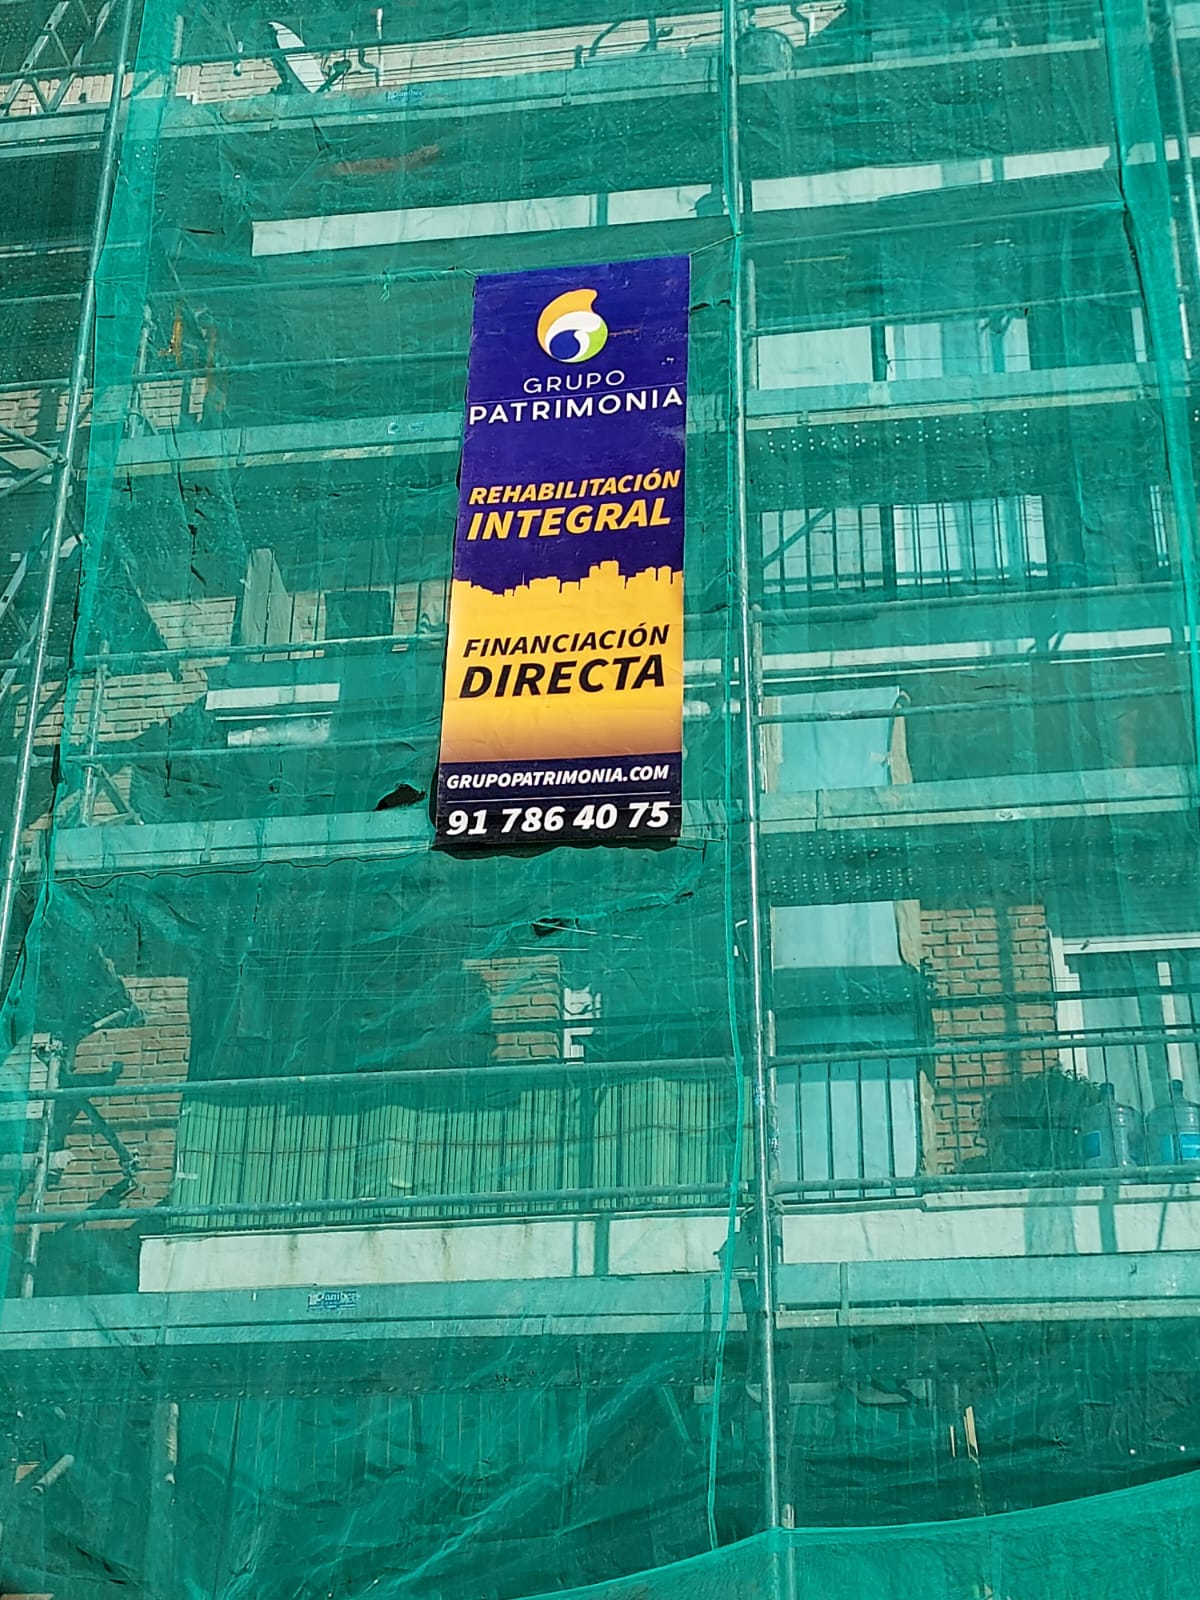 GRUPO
PATRIMONIA
REHABILITACIÓN
INTEGRAL
FINANCIACIÓN
DIRECTA
GRUPOPATRIMONIA.COM
91 786 40 75